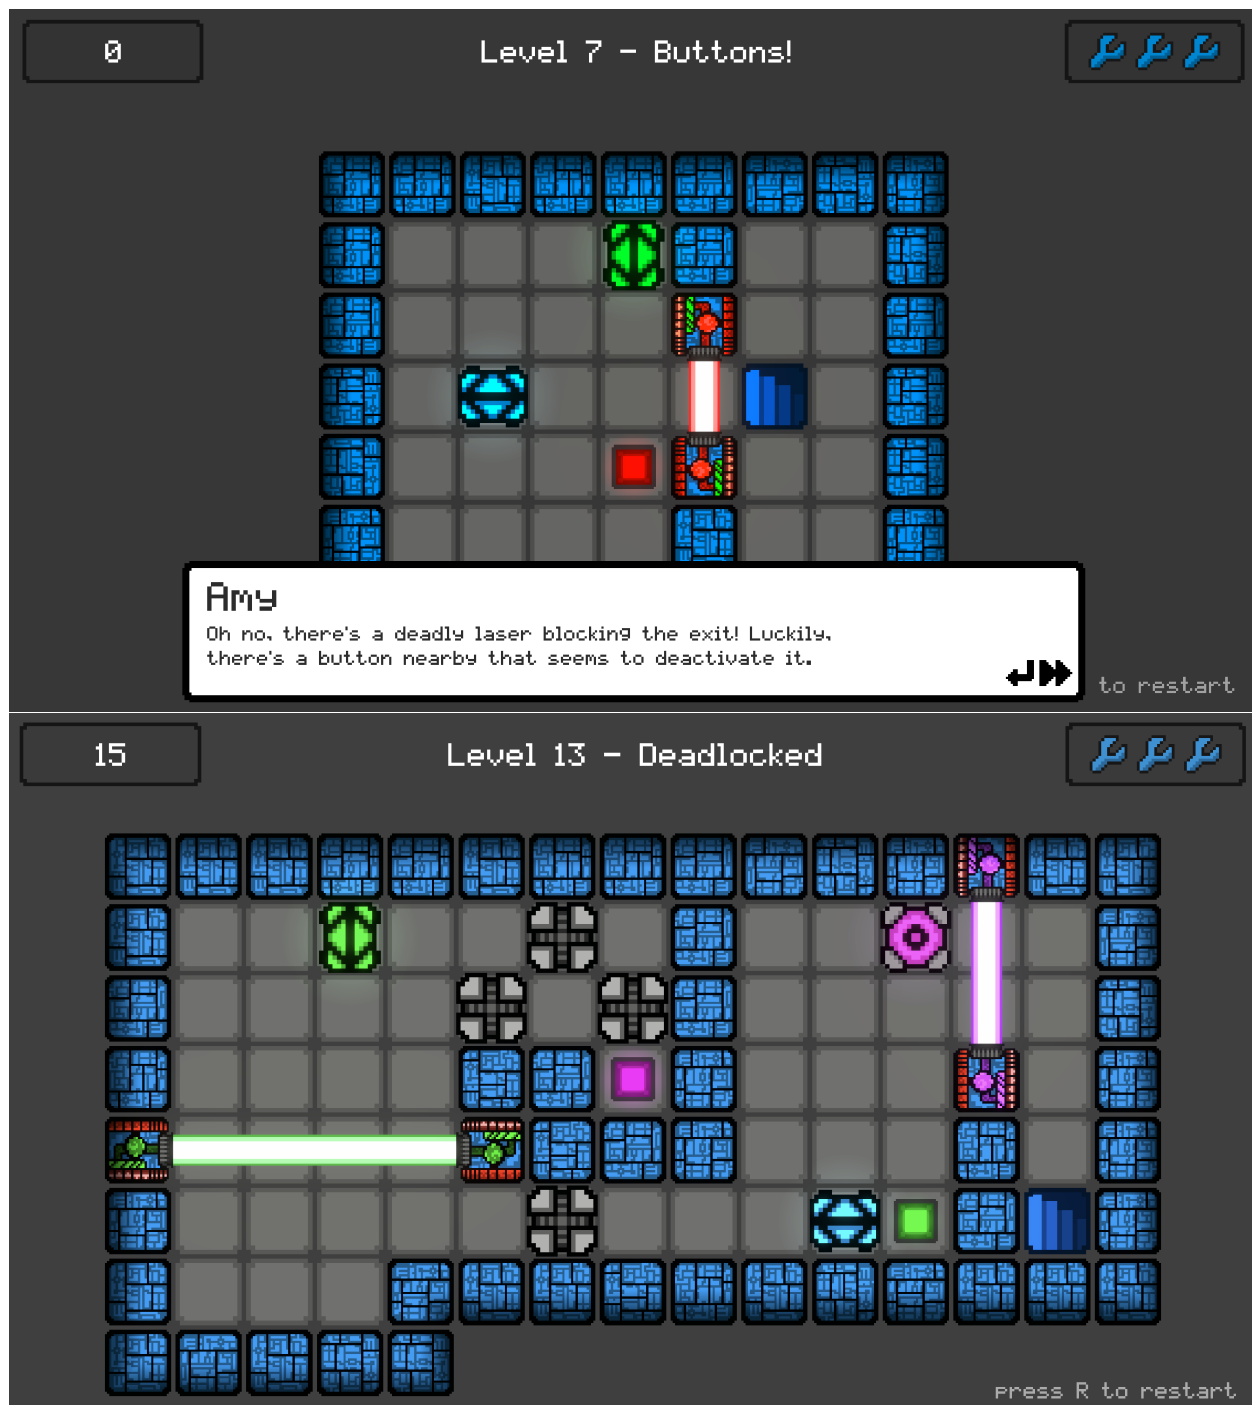 0
Level 7 - Buttons!
Amy
Oh no, there's a deadly laser blocking the exit! Luckily,
there's a button nearby that seems to deactivate it.
to restart
15
Level 13 - Deadlocked
press R to restart